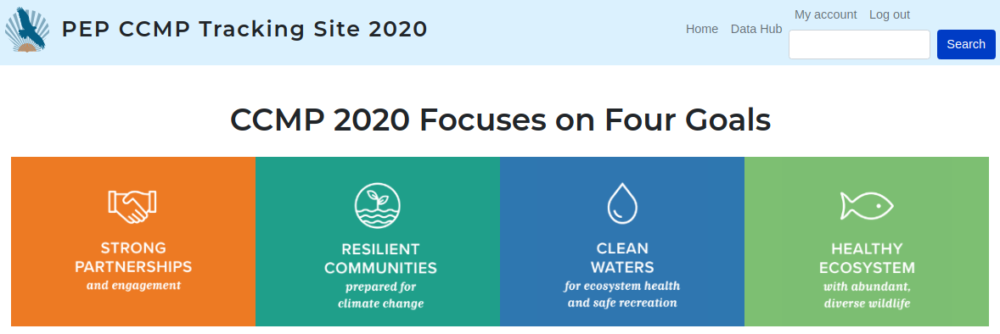 PEP CCMP Tracking Site 2020
My account Log out
Home Data Hub
Search
CCMP 2020 Focuses on Four Goals
STRONG
PARTNERSHIPS
and engagement
RESILIENT
COMMUNITIES
prepared for
climate change
CLEAN
WATERS
for ecosystem health
and safe recreation
HEALTHY
ECOSYSTEM
with abundant,
diverse wildlife